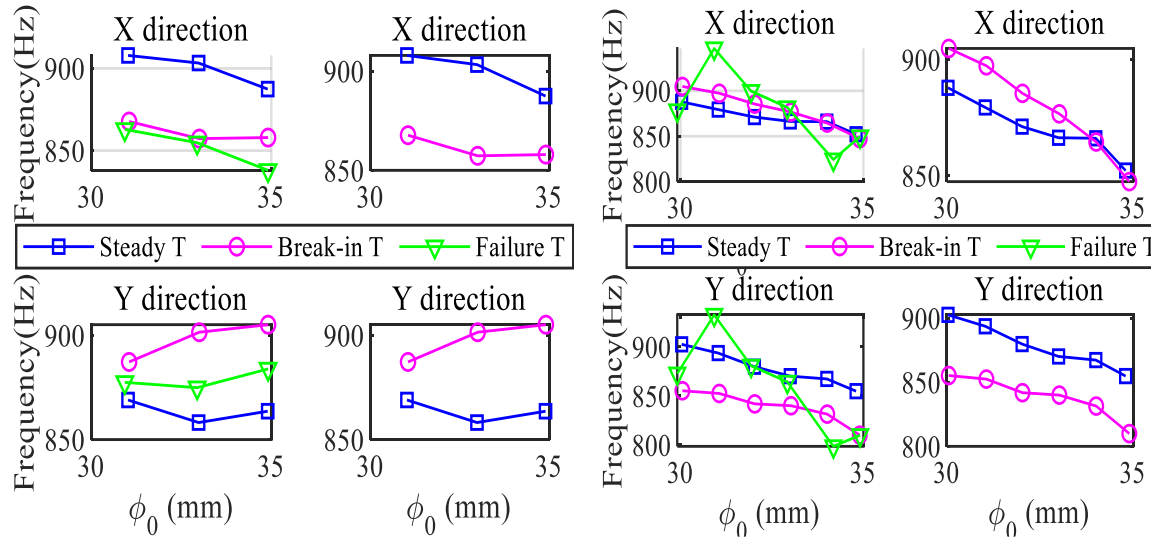 X direction
X direction
X direction
X direction
Frequency(Hz)
900
850
30
35
900
850
30
35
Frequency(Hz)
900
850
800
30
35
900
850
30
35
Steady T
Break-in T
Failure T
Steady T
Break-in T
Failure T
Y direction
Y direction
Y direction
Y direction
Frequency(Hz)
900
850
30
35
900
850
30
35
Frequency(Hz)
900
850
800
30
35
900
850
800
30
35
ϕ0 (mm)
ϕ0 (mm)
ϕ0 (mm)
ϕ0 (mm)